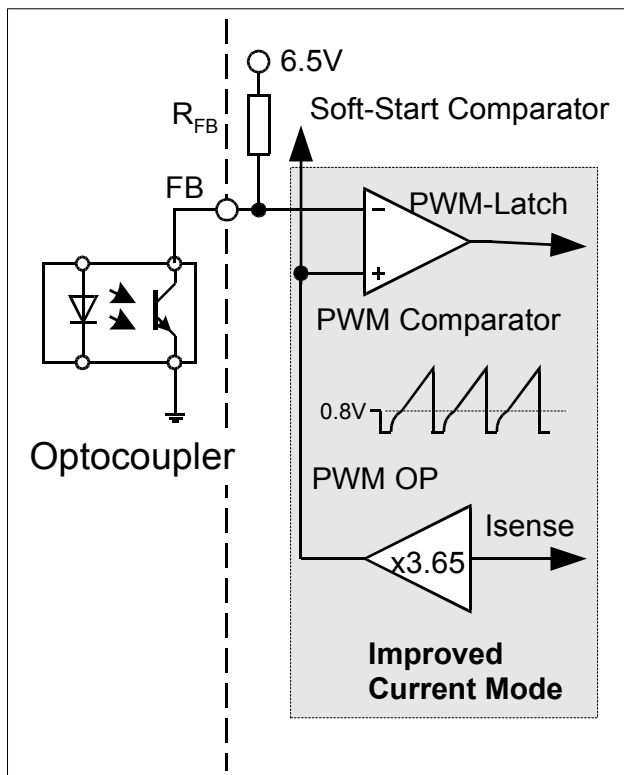 6.5V
R_FB
Soft-Start Comparator
FB
PWM-Latch
−
+
PWM Comparator
0.8V
Optocoupler
PWM OP
Isense
x3.65
Improved
Current Mode